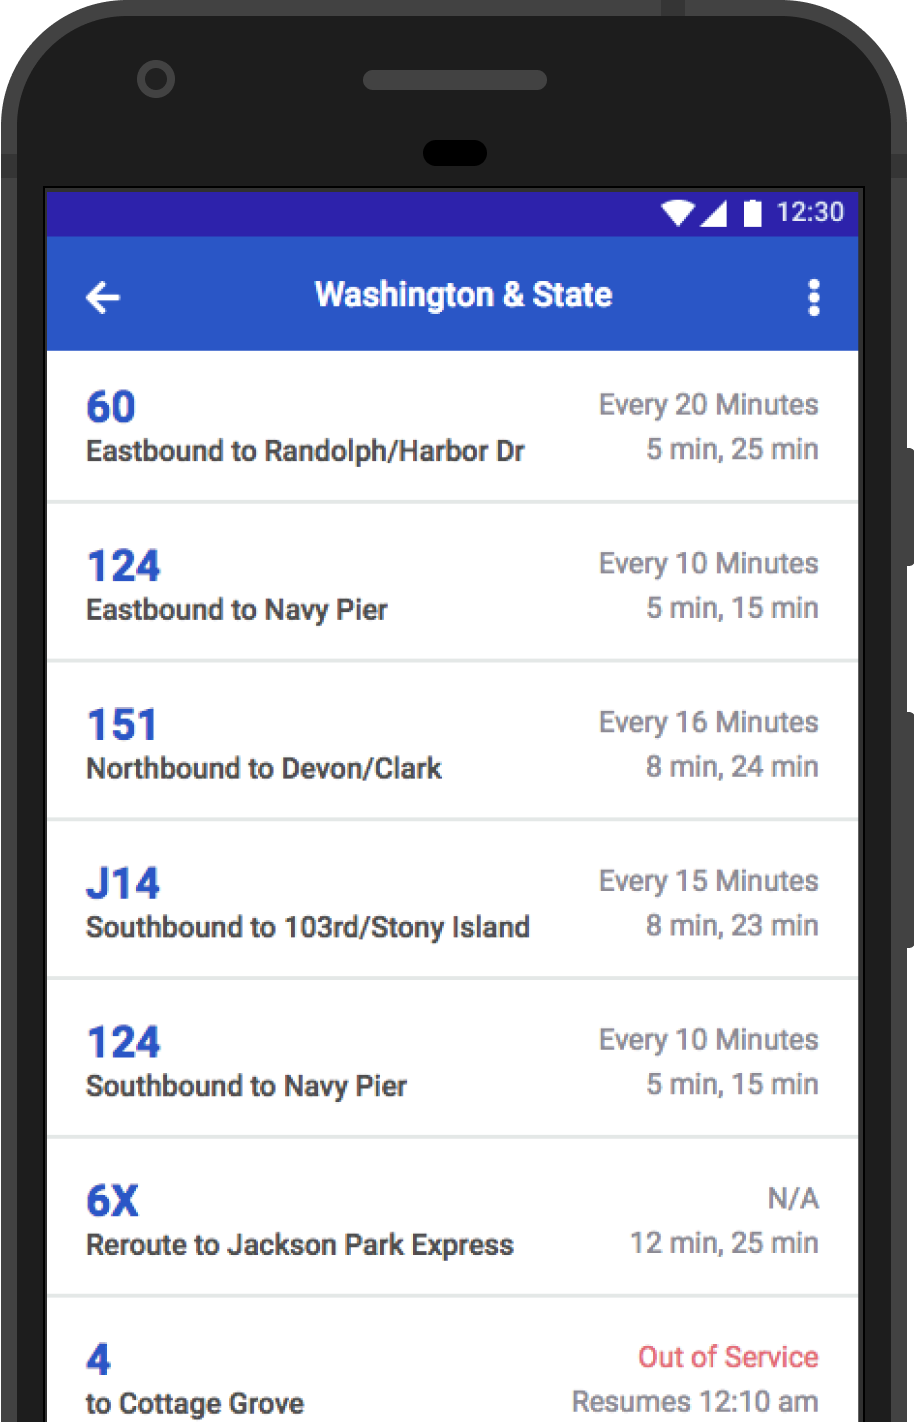 12:30
Washington & State
60
Every 20 Minutes
Eastbound to Randolph/Harbor Dr
5 min, 25 min
124
Every 10 Minutes
Eastbound to Navy Pier
5 min, 15 min
151
Every 16 Minutes
Northbound to Devon/Clark
8 min, 24 min
J14
Every 15 Minutes
Southbound to 103rd/Stony Island
8 min, 23 min
124
Every 10 Minutes
Southbound to Navy Pier
5 min, 15 min
6X
N/A
Reroute to Jackson Park Express
12 min, 25 min
4
Out of Service
to Cottage Grove
Resumes 12:10 am